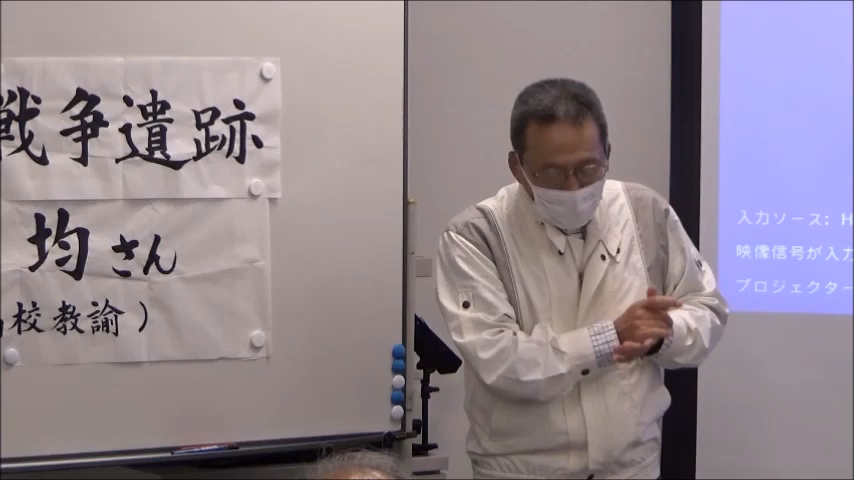 戦争遺跡
均さん
校教諭）
入力ソース: H
映像信号が入力
プロジェクター